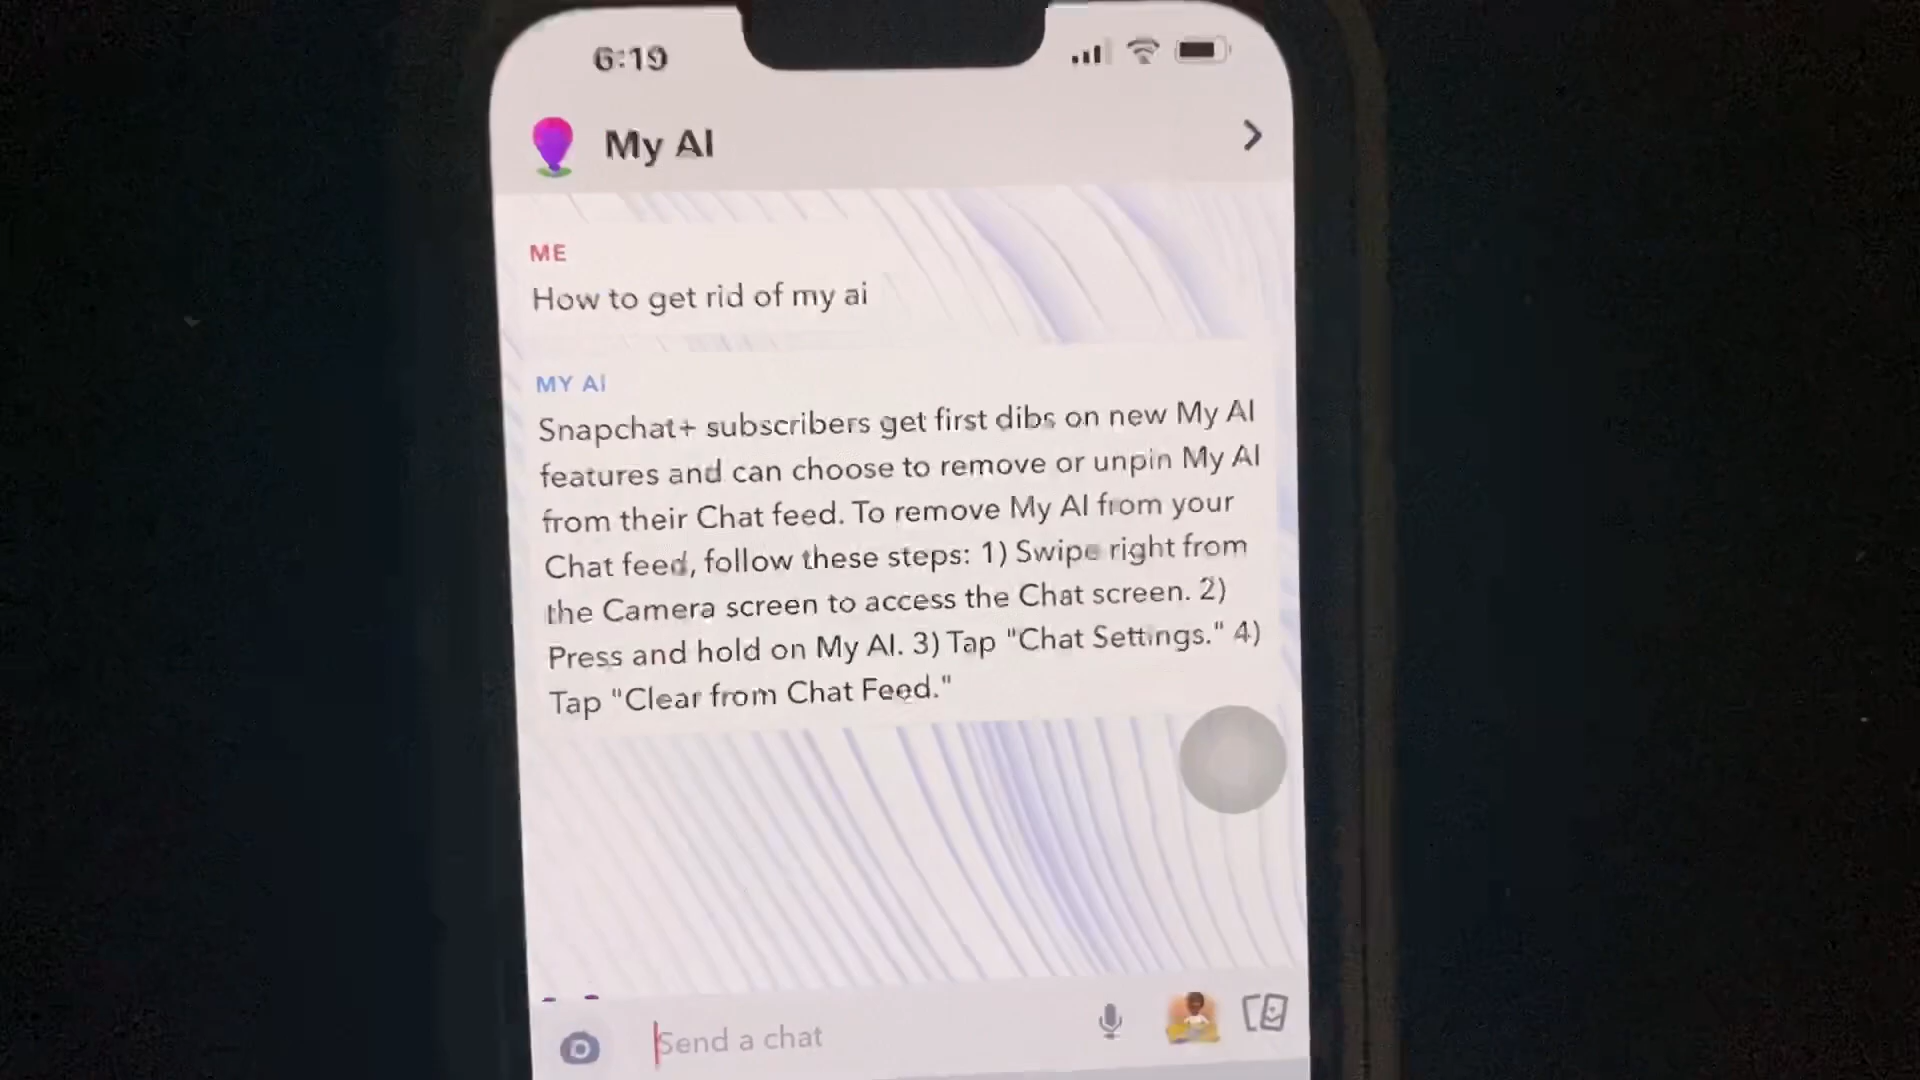 6:19
My AI
ME
How to get rid of my ai
MY AI
Snapchat+ subscribers get first dibs on new My AI
features and can choose to remove or unpin My AI
from their Chat feed. To remove My AI from your
Chat feed, follow these steps: 1) Swipe right from
the Camera screen to access the Chat screen. 2)
Press and hold on My AI. 3) Tap "Chat Settings." 4)
Tap "Clear from Chat Feed."
Send a chat